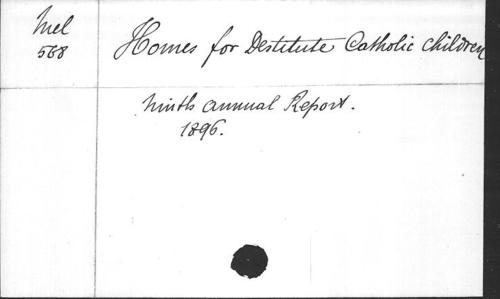 Mel
568
Homes for Destitute Catholic Children
Ninth Annual Report.
1896.